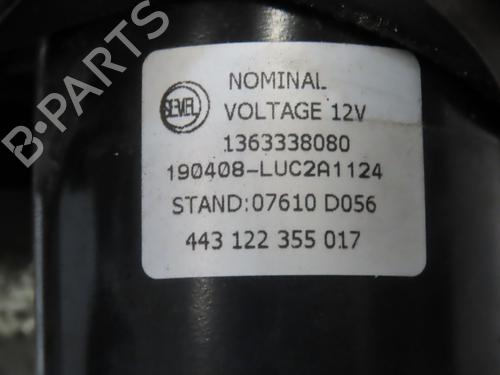 SEVEL
NOMINAL
VOLTAGE 12V
1363338080
190408-LUC2A1124
STAND:07610 D056
443 122 355 017
B-PARTS